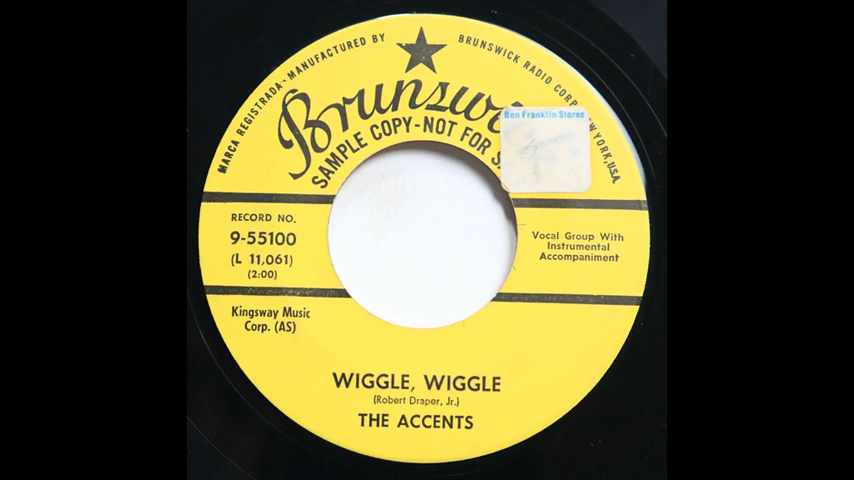 MARCA REGISTRADA - MANUFACTURED BY BRUNSWICK RADIO CORP. NEW YORK, U.S.A.
SAMPLE COPY-NOT FOR
Ben Franklin Stores
RECORD NO.
9-55100
(L 11,061)
(2:00)
Vocal Group With
Instrumental
Accompaniment
Kingsway Music
Corp. (AS)
WIGGLE, WIGGLE
(Robert Draper, Jr.)
THE ACCENTS